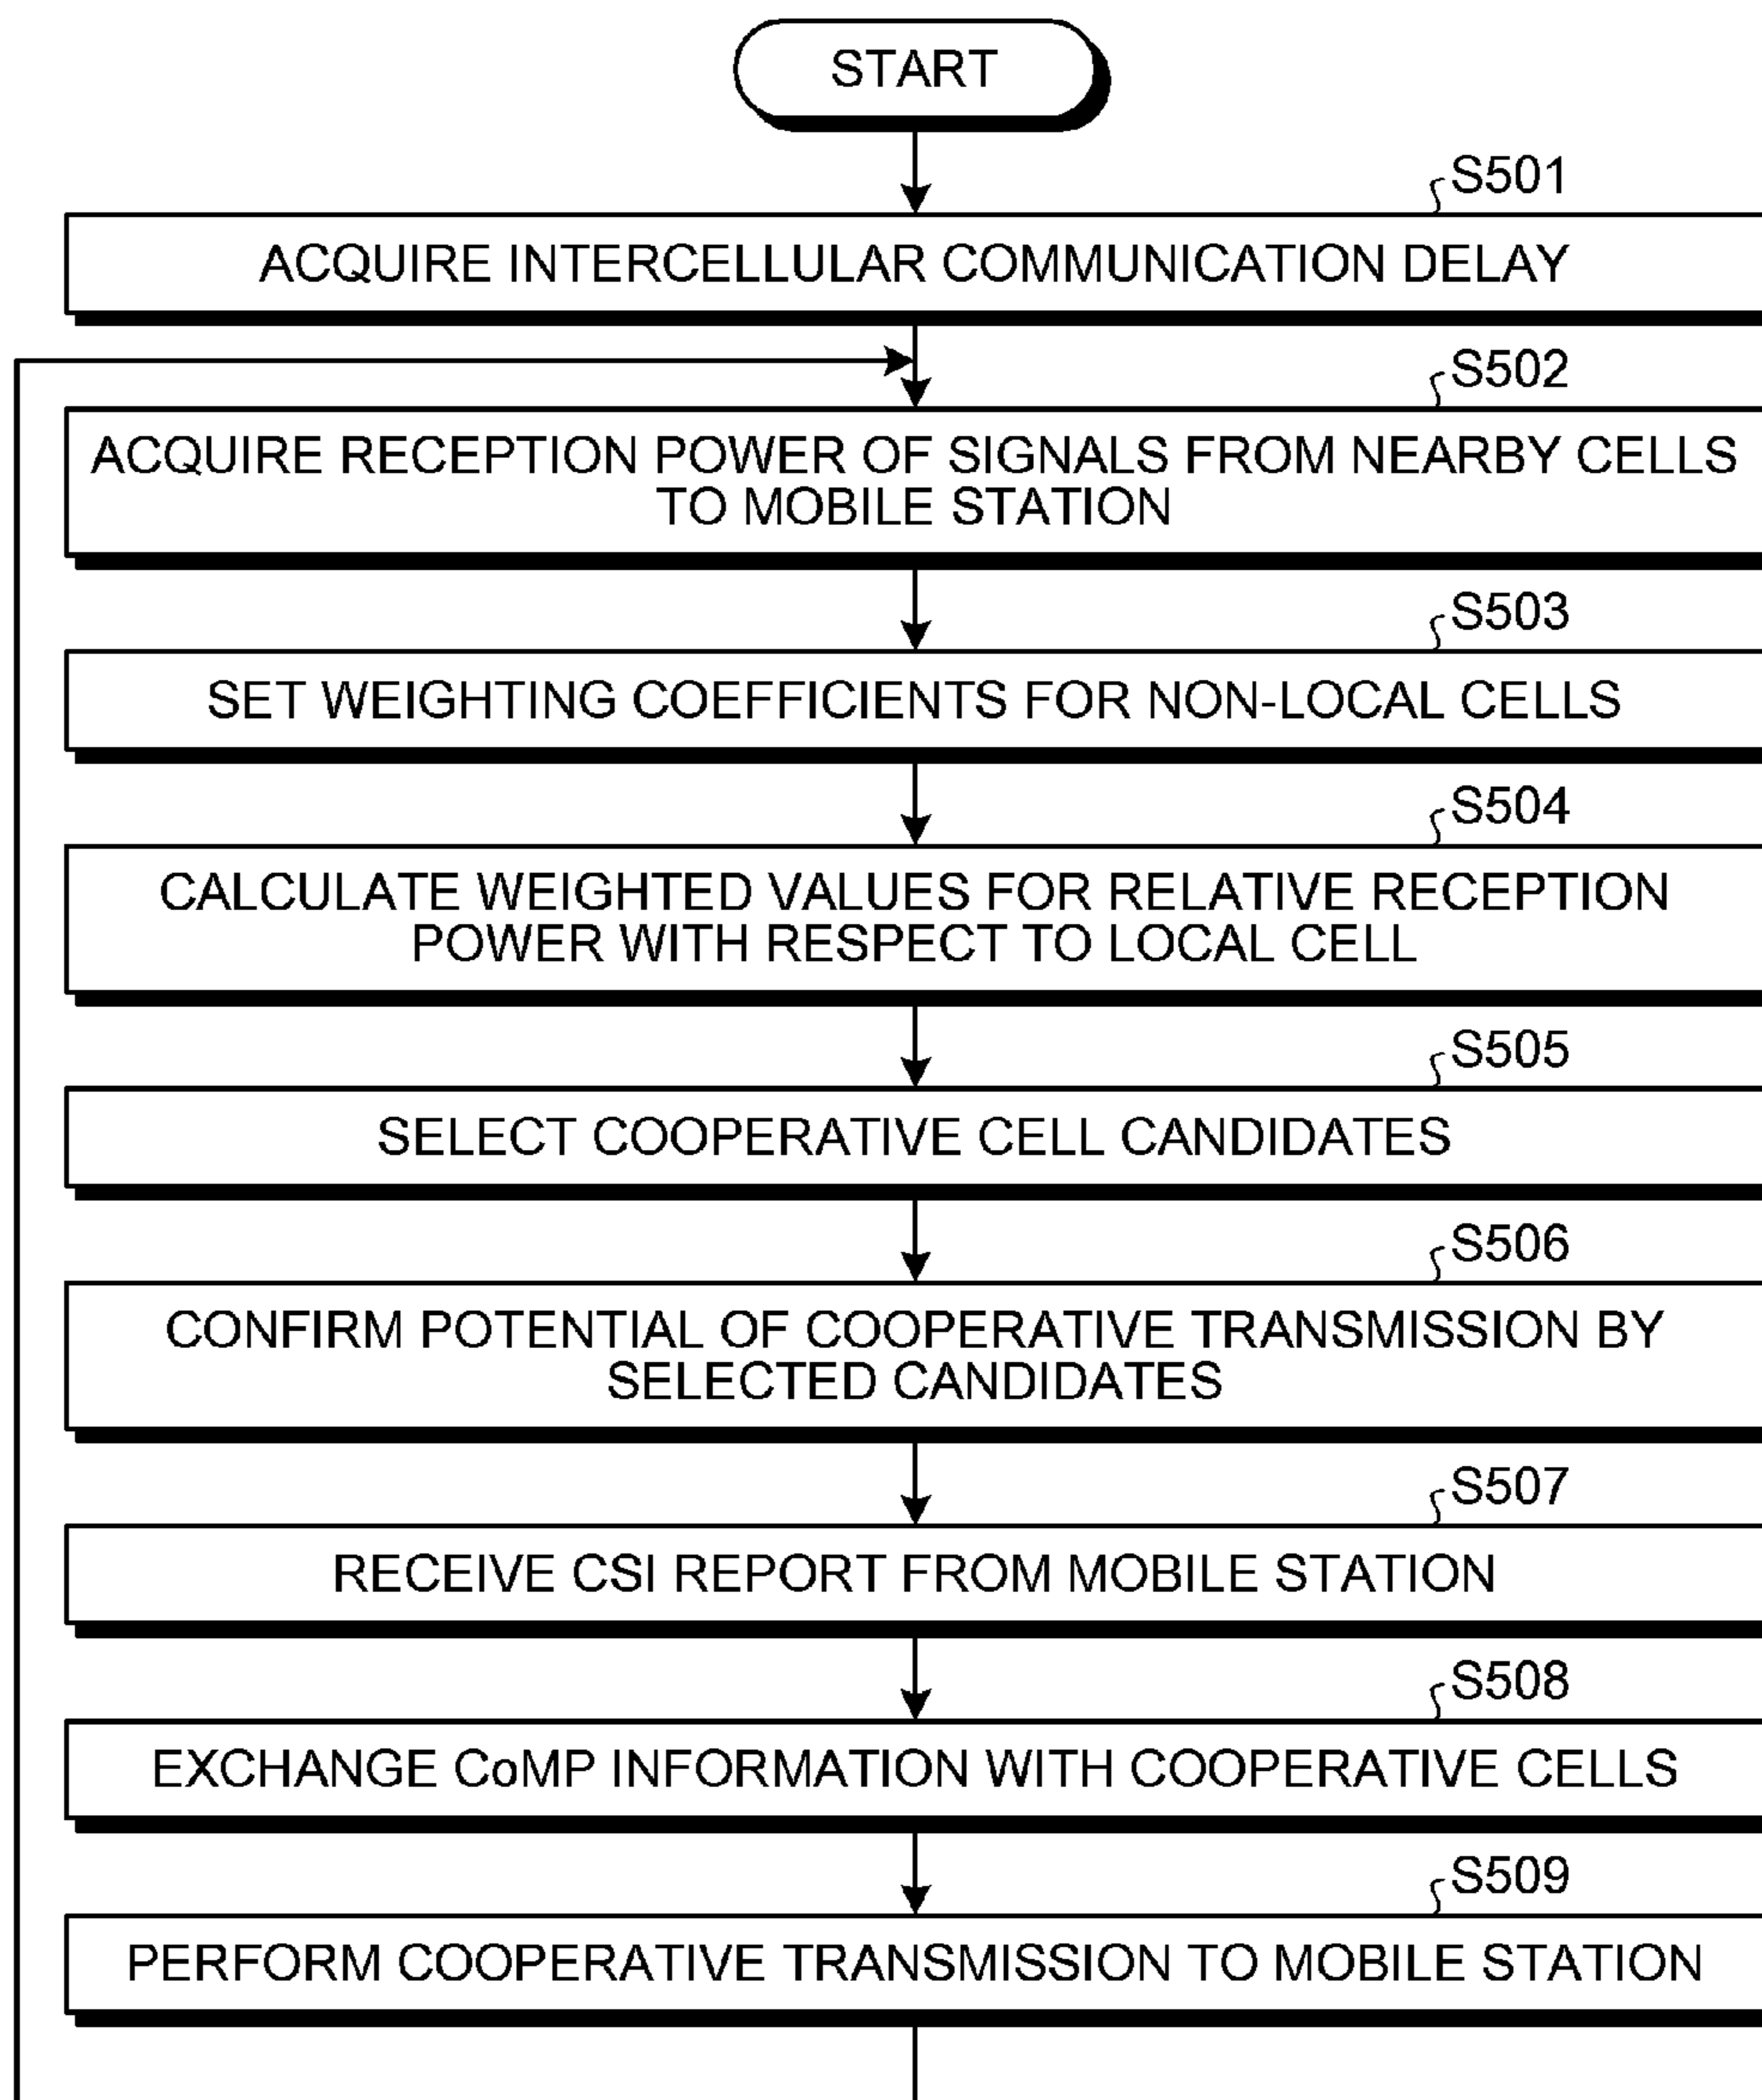 START
S501
ACQUIRE INTERCELLULAR COMMUNICATION DELAY
S502
ACQUIRE RECEPTION POWER OF SIGNALS FROM NEARBY CELLS
TO MOBILE STATION
S503
SET WEIGHTING COEFFICIENTS FOR NON-LOCAL CELLS
S504
CALCULATE WEIGHTED VALUES FOR RELATIVE RECEPTION
POWER WITH RESPECT TO LOCAL CELL
S505
SELECT COOPERATIVE CELL CANDIDATES
S506
CONFIRM POTENTIAL OF COOPERATIVE TRANSMISSION BY
SELECTED CANDIDATES
S507
RECEIVE CSI REPORT FROM MOBILE STATION
S508
EXCHANGE CoMP INFORMATION WITH COOPERATIVE CELLS
S509
PERFORM COOPERATIVE TRANSMISSION TO MOBILE STATION